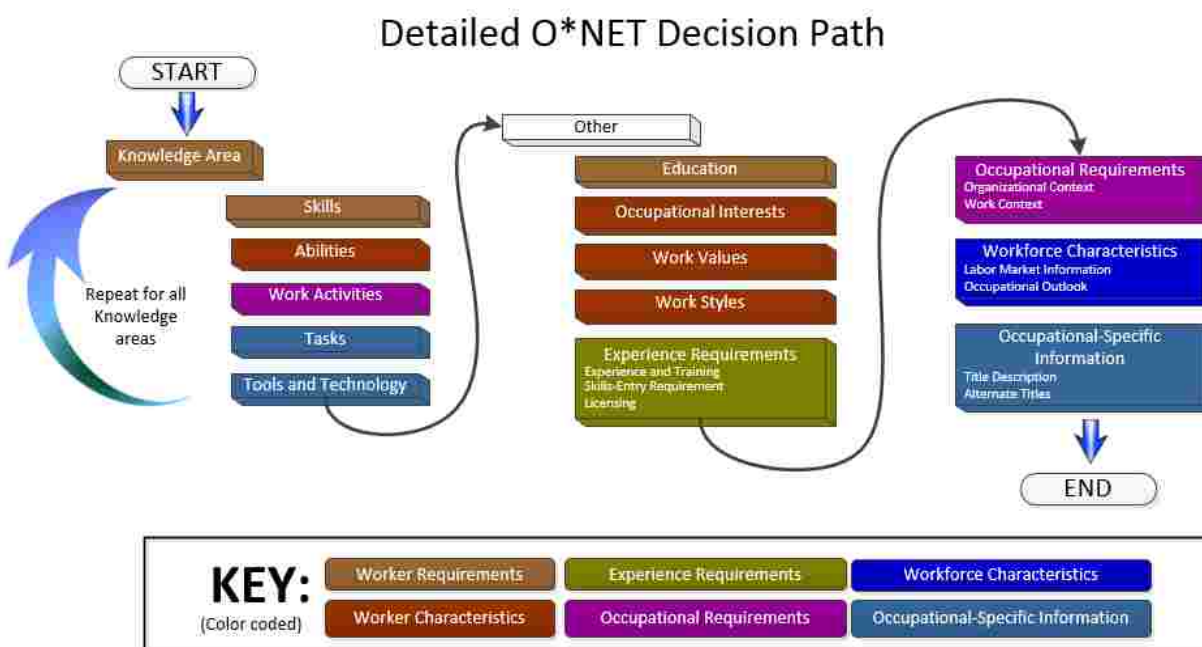 Detailed O*NET Decision Path
START
Knowledge Area
Skills
Abilities
Work Activities
Tasks
Tools and Technology
Repeat for all
Knowledge
areas
Other
Education
Occupational Interests
Work Values
Work Styles
Experience Requirements
Experience and Training
Skills-Entry Requirement
Licensing
Occupational Requirements
Organizational Context
Work Context
Workforce Characteristics
Labor Market Information
Occupational Outlook
Occupational-Specific
Information
Title Description
Alternate Titles
END
KEY:
(Color coded)
Worker Requirements
Experience Requirements
Workforce Characteristics
Worker Characteristics
Occupational Requirements
Occupational-Specific Information